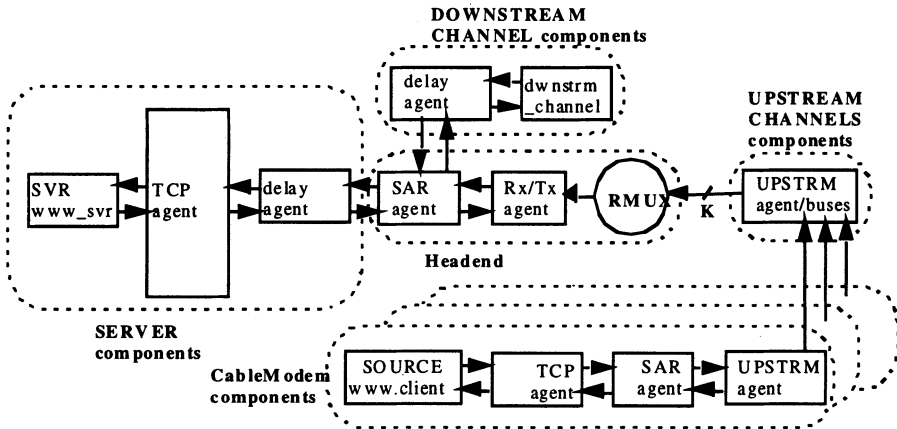 DOWNSTREAM
CHANNEL components
delay
agent
dwnstrm
_channel
UPSTREAM
CHANNELS
components
SVR
www_svr
TCP
agent
delay
agent
SAR
agent
Rx/Tx
agent
RMUX
K
UPSTRM
agent/buses
Headend
SERVER
components
CableModem
components
SOURCE
www.client
TCP
agent
SAR
agent
UPSTRM
agent